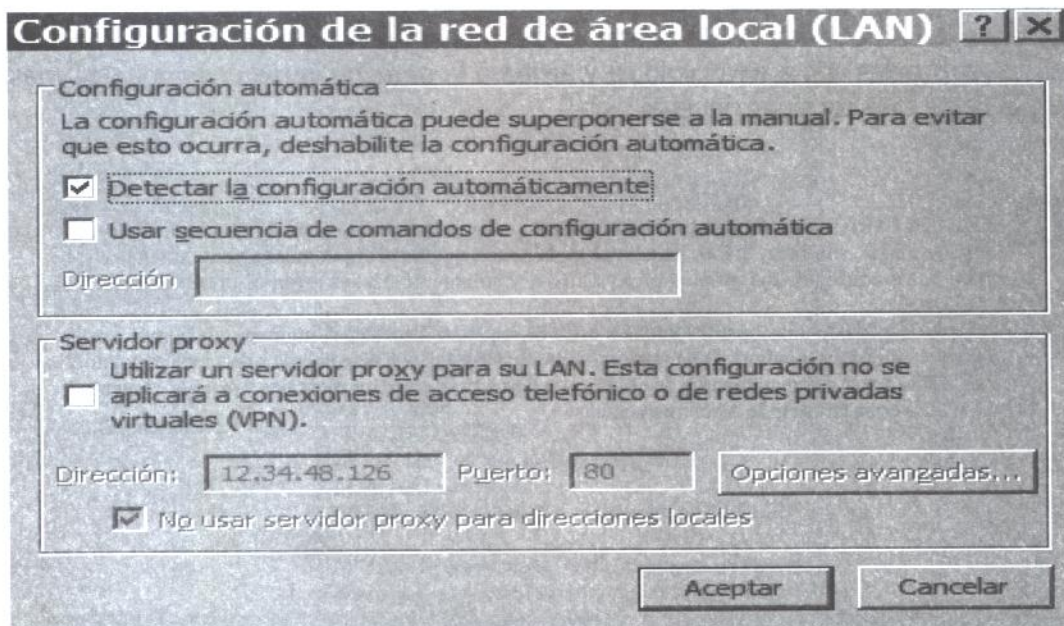 Configuración de la red de área local (LAN) ? X
Configuración automática
La configuración automática puede superponerse a la manual. Para evitar
que esto ocurra, deshabilite la configuración automática.
Detectar la configuración automáticamente
Usar secuencia de comandos de configuración automática
Dirección
Servidor proxy
Utilizar un servidor proxy para su LAN. Esta configuración no se
aplicará a conexiones de acceso telefónico o de redes privadas
virtuales (VPN).
Dirección: 12.34.48.126 Puerto: 80 Opciones avanzadas...
No usar servidor proxy para direcciones locales
Aceptar Cancelar